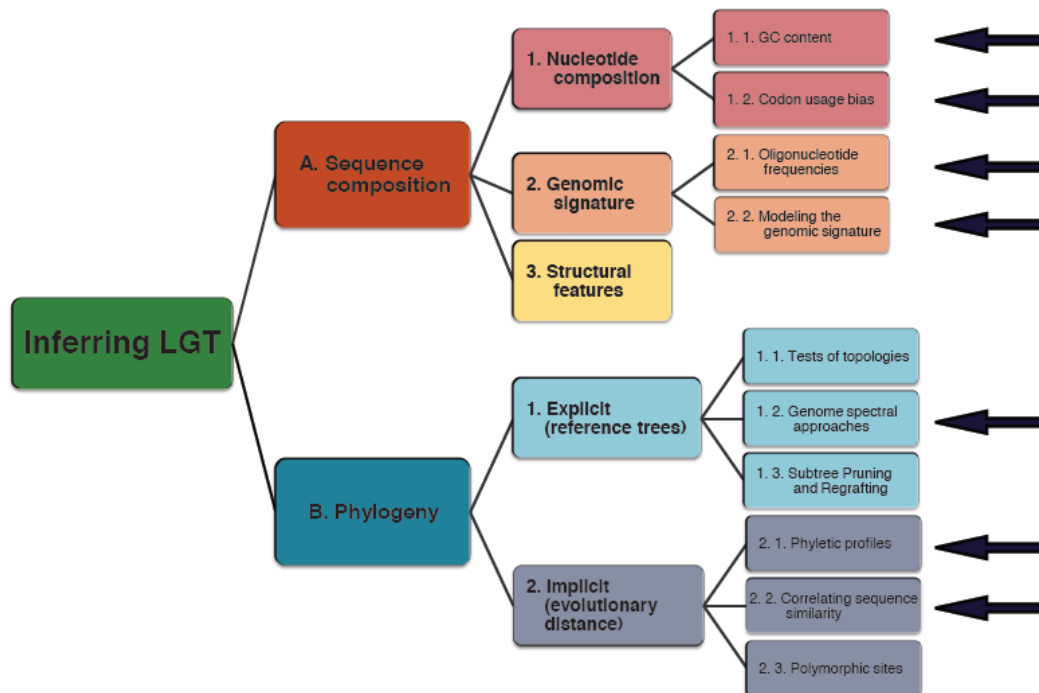 Inferring LGT
A. Sequence
composition
1. Nucleotide
composition
1. 1. GC content
1. 2. Codon usage bias
2. Genomic
signature
2. 1. Oligonucleotide
frequencies
2. 2. Modeling the
genomic signature
3. Structural
features
B. Phylogeny
1. Explicit
(reference trees)
1. 1. Tests of topologies
1. 2. Genome spectral
approaches
1. 3. Subtree Pruning
and Regrafting
2. Implicit
(evolutionary
distance)
2. 1. Phyletic profiles
2. 2. Correlating sequence
similarity
2. 3. Polymorphic sites